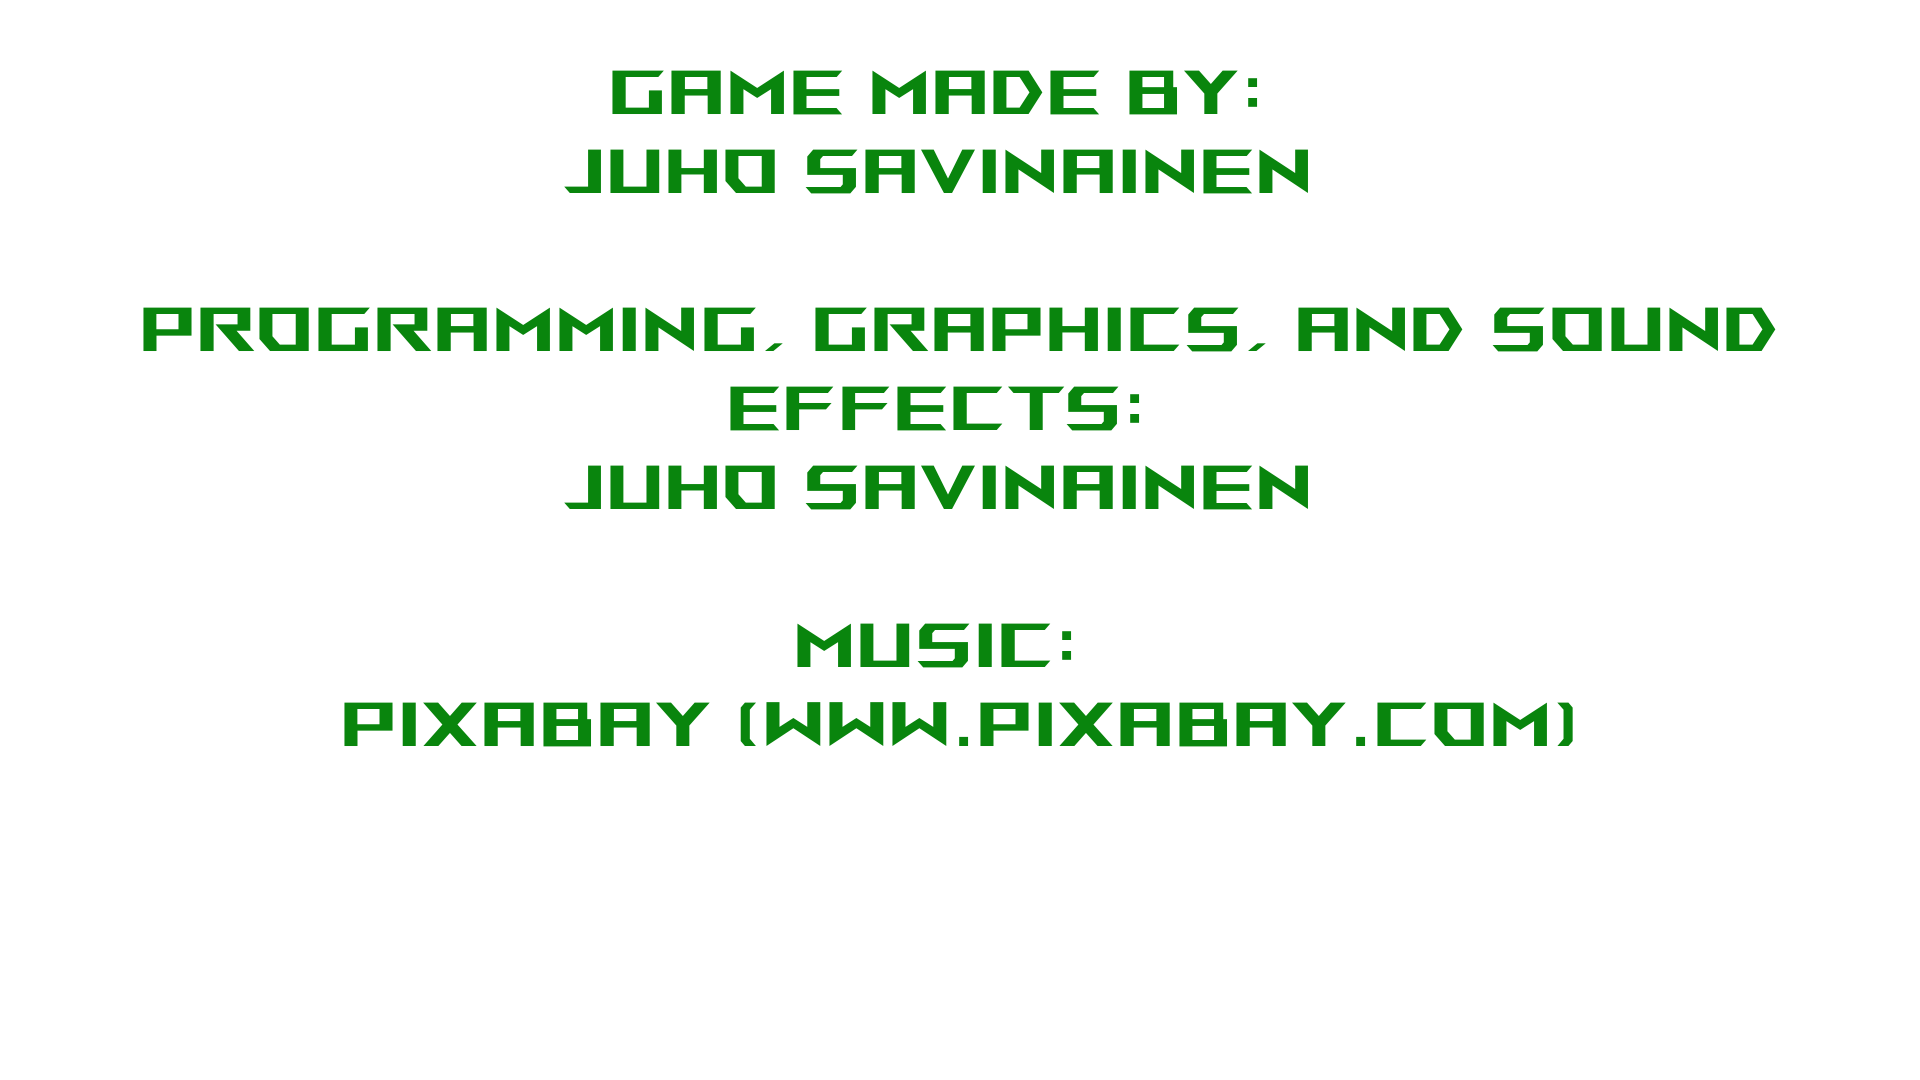 GAME MADE BY:
JUHO SAVINAINEN
PROGRAMMING, GRAPHICS, AND SOUND
EFFECTS:
JUHO SAVINAINEN
MUSIC:
PIXABAY (WWW.PIXABAY.COM)